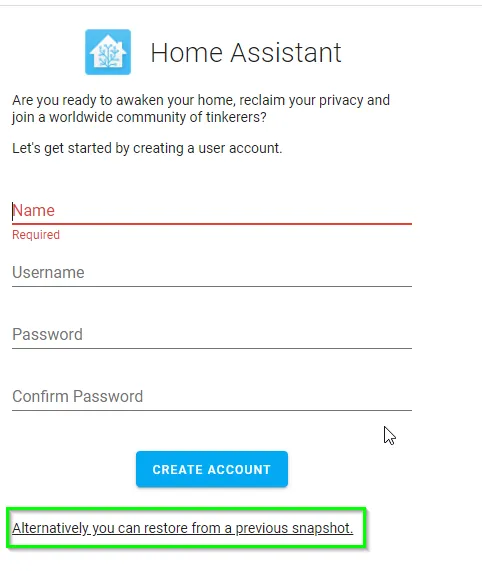 Home Assistant
Are you ready to awaken your home, reclaim your privacy and
join a worldwide community of tinkerers?
Let's get started by creating a user account.
Name
Required
Username
Password
Confirm Password
CREATE ACCOUNT
Alternatively you can restore from a previous snapshot.